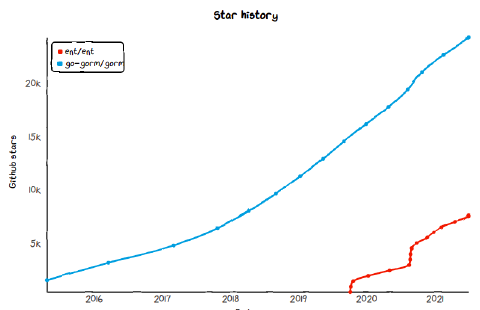 Star history
ent/ent
go-gorm/gorm
Github stars
20k
15k
10k
5k
2016
2017
2018
2019
2020
2021